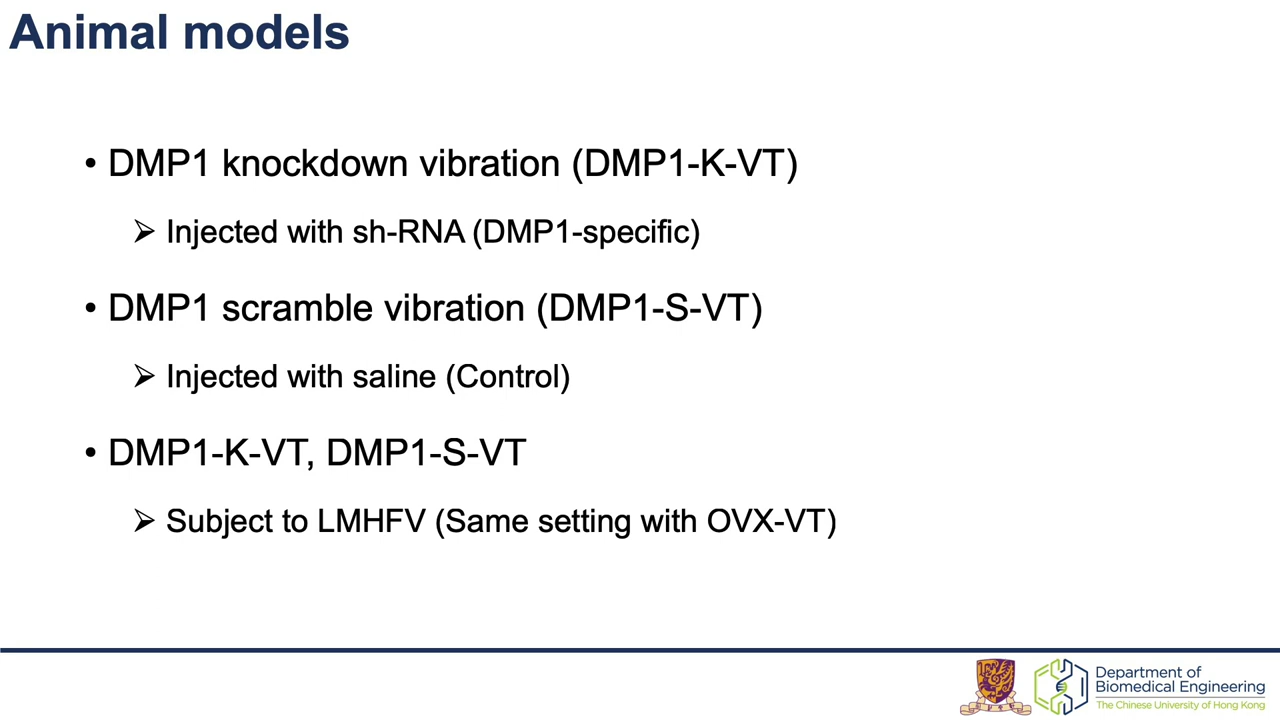 Animal models
• DMP1 knockdown vibration (DMP1-K-VT)
➢ Injected with sh-RNA (DMP1-specific)
• DMP1 scramble vibration (DMP1-S-VT)
➢ Injected with saline (Control)
• DMP1-K-VT, DMP1-S-VT
➢ Subject to LMHFV (Same setting with OVX-VT)
Department of
Biomedical Engineering
The Chinese University of Hong Kong